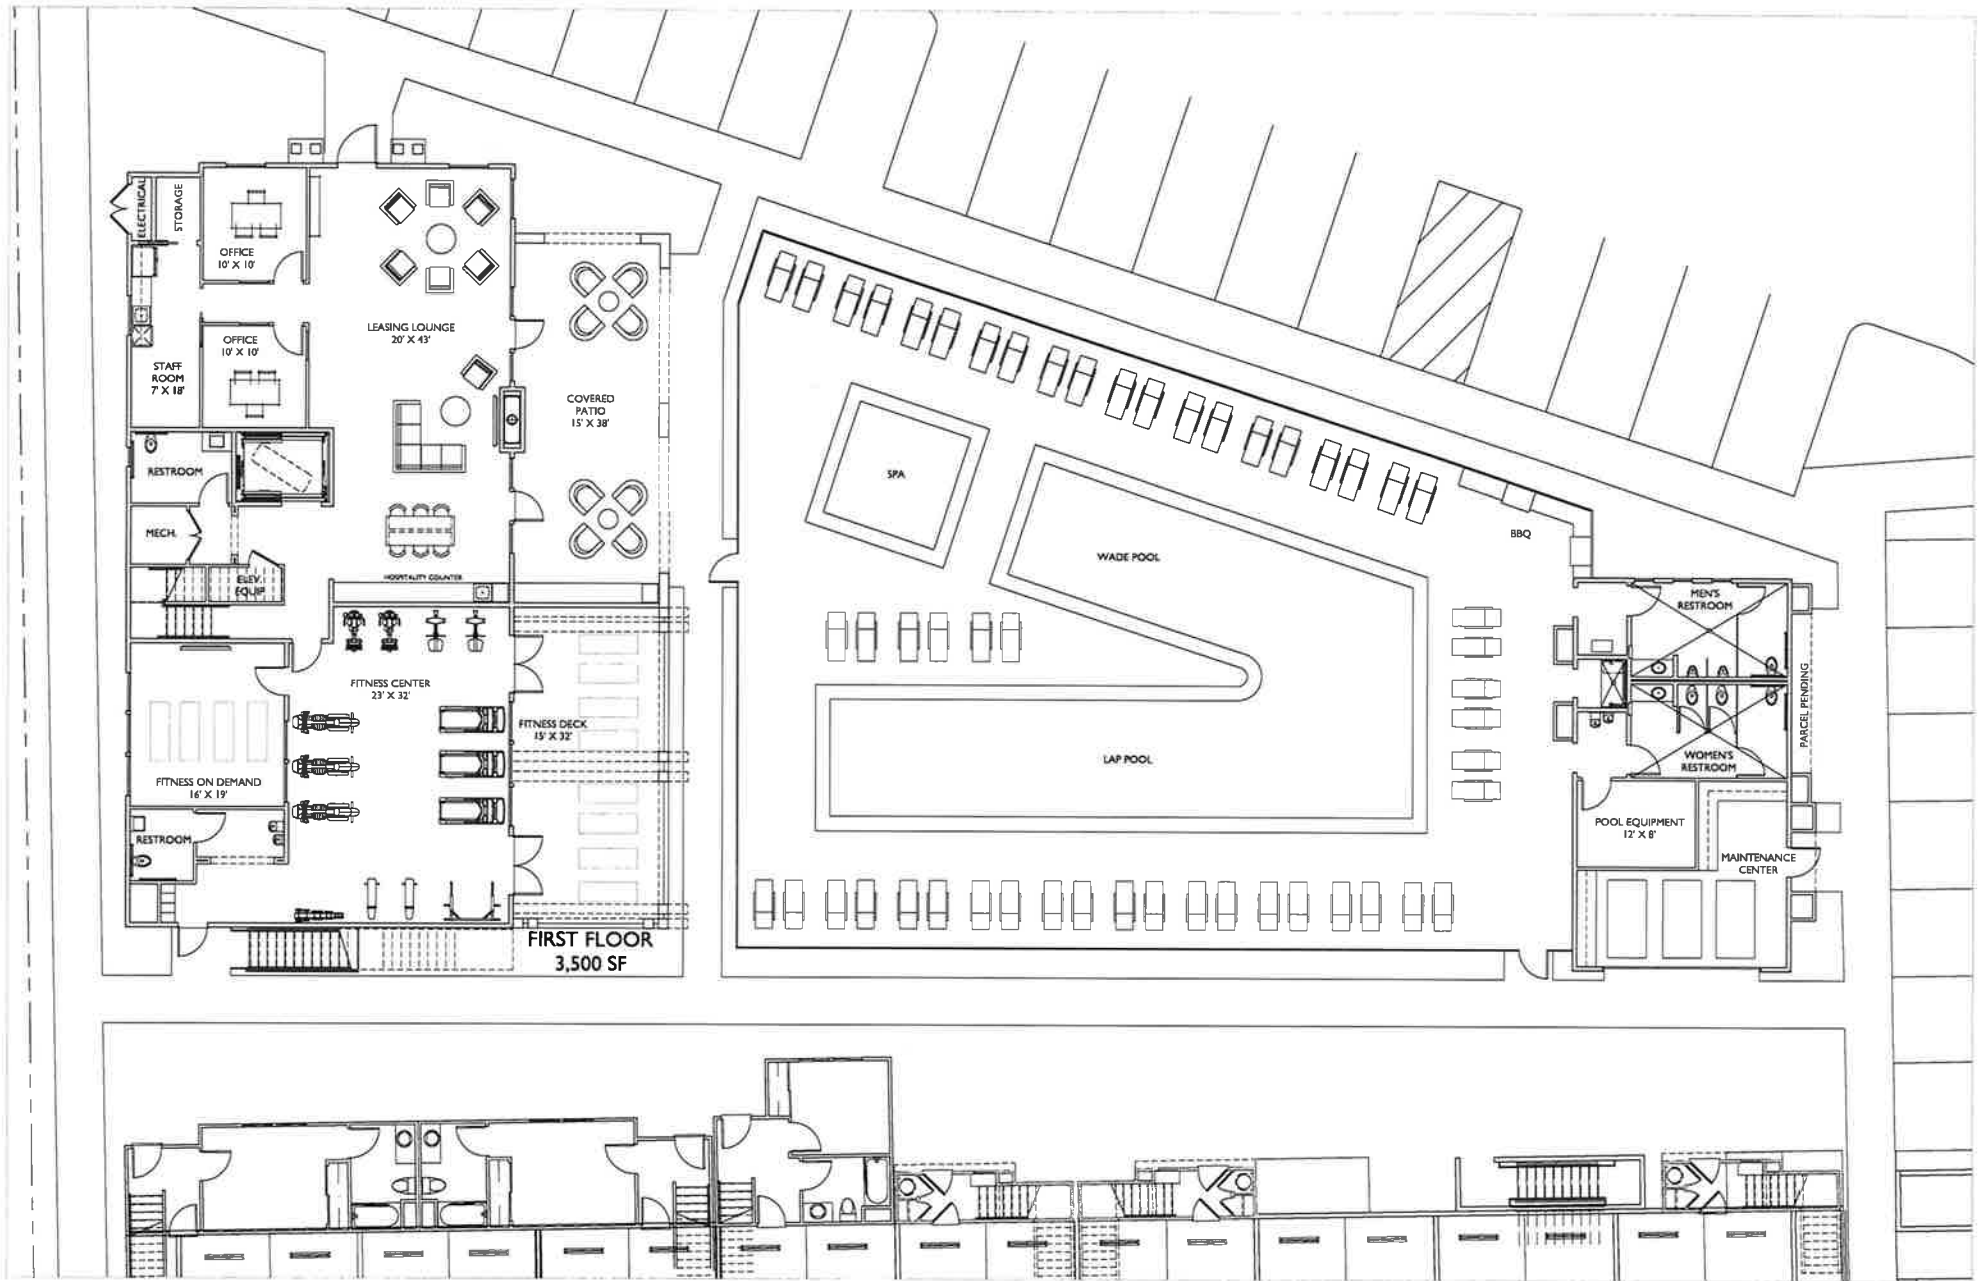 ELECTRICAL
STORAGE
OFFICE
10' X 10'
LEASING LOUNGE
20' X 43'
OFFICE
10' X 10'
STAFF
ROOM
7' X 18'
COVERED
PATIO
15' X 38'
RESTROOM
MECH.
ELEV.
EQUIP
HOSPITALITY COUNTER
FITNESS CENTER
23' X 32'
FITNESS DECK
15' X 32'
FITNESS ON DEMAND
16' X 19'
RESTROOM
FIRST FLOOR
3,500 SF
SPA
WADE POOL
LAP POOL
BBQ
MEN'S
RESTROOM
PARCEL PENDING
WOMEN'S
RESTROOM
POOL EQUIPMENT
12' X 8'
MAINTENANCE
CENTER